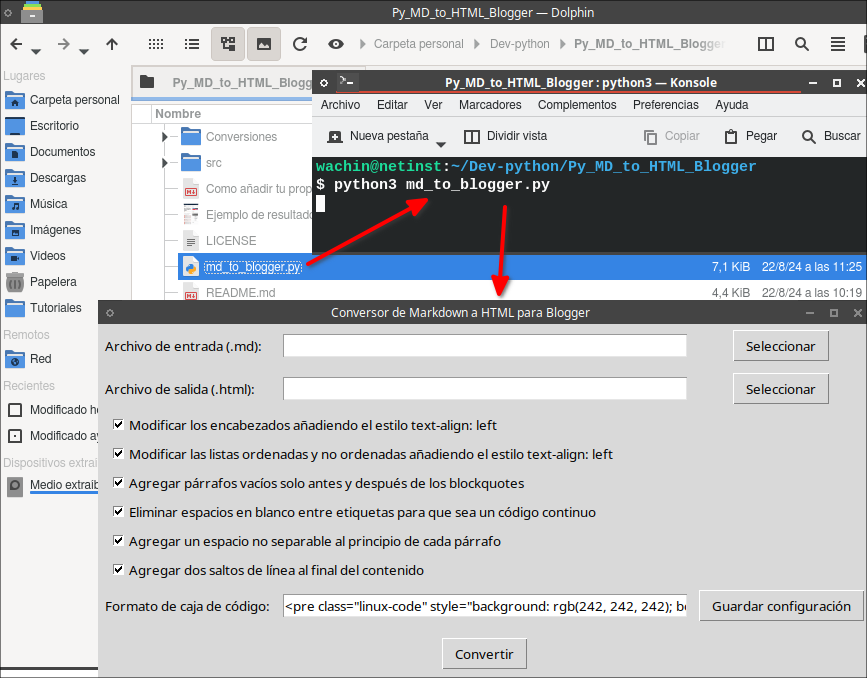 Py_MD_to_HTML_Blogger — Dolphin
Carpeta personal Dev-python Py_MD_to_HTML_Blogger
Lugares
Carpeta personal
Escritorio
Documentos
Descargas
Música
Imágenes
Videos
Papelera
Tutoriales
Remotos
Red
Recientes
Modificado
Modificado
Dispositivos
Medio
Py_MD_to_HTML_Blogg
Nombre
Conversiones
src
Como añadir tu prop
Ejemplo de resultado
LICENSE
md_to_blogger.py 7,1 KiB 22/8/24 a las 11:25
README.md 4,4 KiB 22/8/24 a las 10:19
Py_MD_to_HTML_Blogger : python3 — Konsole
Archivo Editar Ver Marcadores Complementos Preferencias Ayuda
Nueva pestaña Dividir vista Copiar Pegar Buscar
wachin@netinst:~/Dev-python/Py_MD_to_HTML_Blogger
$ python3 md_to_blogger.py
Conversor de Markdown a HTML para Blogger
Archivo de entrada (.md): Seleccionar
Archivo de salida (.html): Seleccionar
Modificar los encabezados añadiendo el estilo text-align: left
Modificar las listas ordenadas y no ordenadas añadiendo el estilo text-align: left
Agregar párrafos vacíos solo antes y después de los blockquotes
Eliminar espacios en blanco entre etiquetas para que sea un código continuo
Agregar un espacio no separable al principio de cada párrafo
Agregar dos saltos de línea al final del contenido
Formato de caja de código: <pre class="linux-code" style="background: rgb(242, 242, 242); Guardar configuración
Convertir